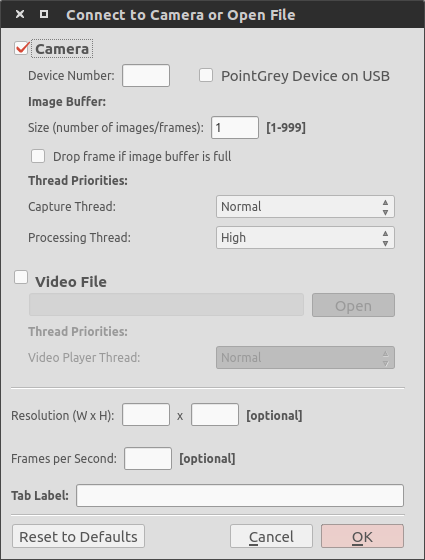 Connect to Camera or Open File
Camera
Device Number: PointGrey Device on USB
Image Buffer:
Size (number of images/frames): 1 [1-999]
Drop frame if image buffer is full
Thread Priorities:
Capture Thread: Normal
Processing Thread: High
Video File
Open
Thread Priorities:
Video Player Thread: Normal
Resolution (W x H): x [optional]
Frames per Second: [optional]
Tab Label:
Reset to Defaults Cancel OK